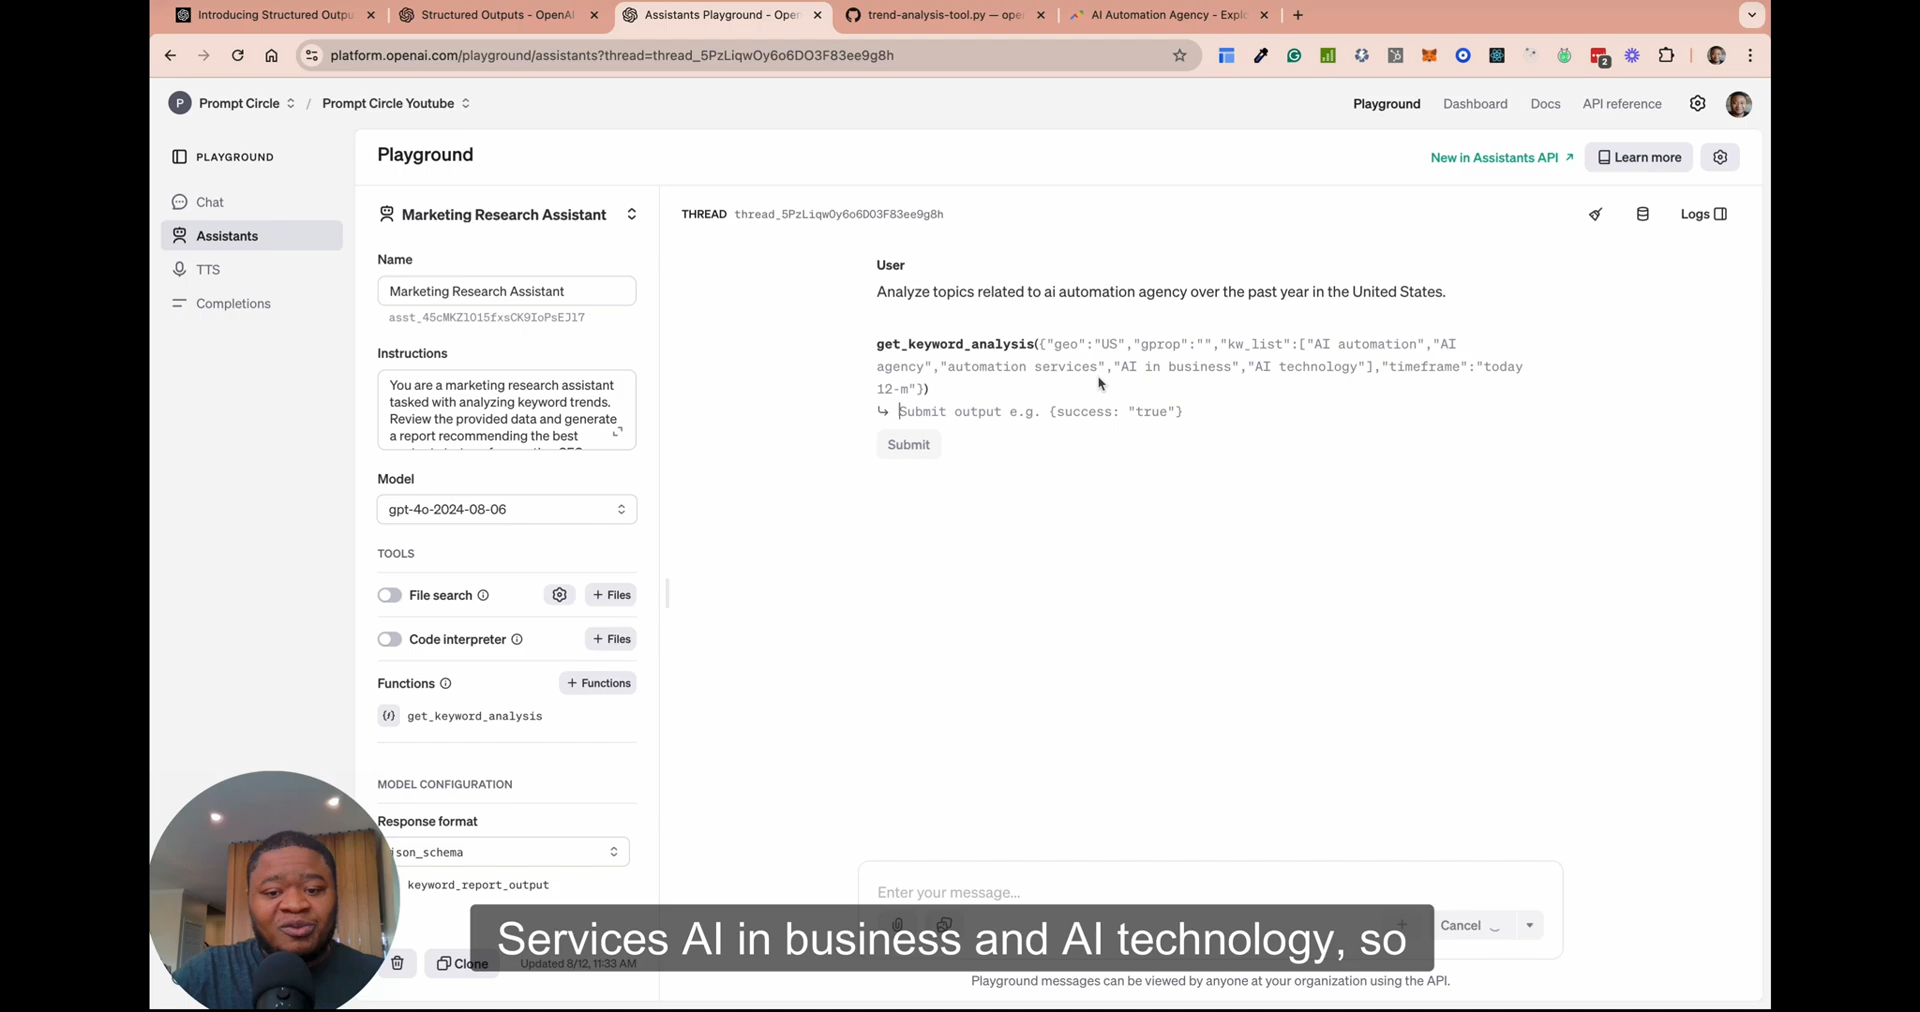 Introducing Structured Outpu
Structured Outputs - OpenAI
Assistants Playground - Open
trend-analysis-tool.py — ope
AI Automation Agency - Explo
platform.openai.com/playground/assistants?thread=thread_5PzLiqwOy6o6DO3F83ee9g8h
2
P Prompt Circle / Prompt Circle Youtube
Playground Dashboard Docs API reference
PLAYGROUND
Chat
Assistants
TTS
Completions
Playground
New in Assistants API ↗ Learn more
Marketing Research Assistant
Name
Marketing Research Assistant
asst_45cMKZlO15fxsCK9IoPsEJl7
Instructions
You are a marketing research assistant
tasked with analyzing keyword trends.
Review the provided data and generate
a report recommending the best
Model
gpt-4o-2024-08-06
TOOLS
File search + Files
Code interpreter + Files
Functions + Functions
get_keyword_analysis
MODEL CONFIGURATION
Response format
json_schema
keyword_report_output
Clone Updated 8/12, 11:33 AM
THREAD thread_5PzLiqwOy6o6DO3F83ee9g8h
Logs
User
Analyze topics related to ai automation agency over the past year in the United States.
get_keyword_analysis({"geo":"US","gprop":"","kw_list":["AI automation","AI
agency","automation services","AI in business","AI technology"],"timeframe":"today
12-m"})
Submit output e.g. {success: "true"}
Submit
Enter your message...
Cancel
Services AI in business and AI technology, so
Playground messages can be viewed by anyone at your organization using the API.